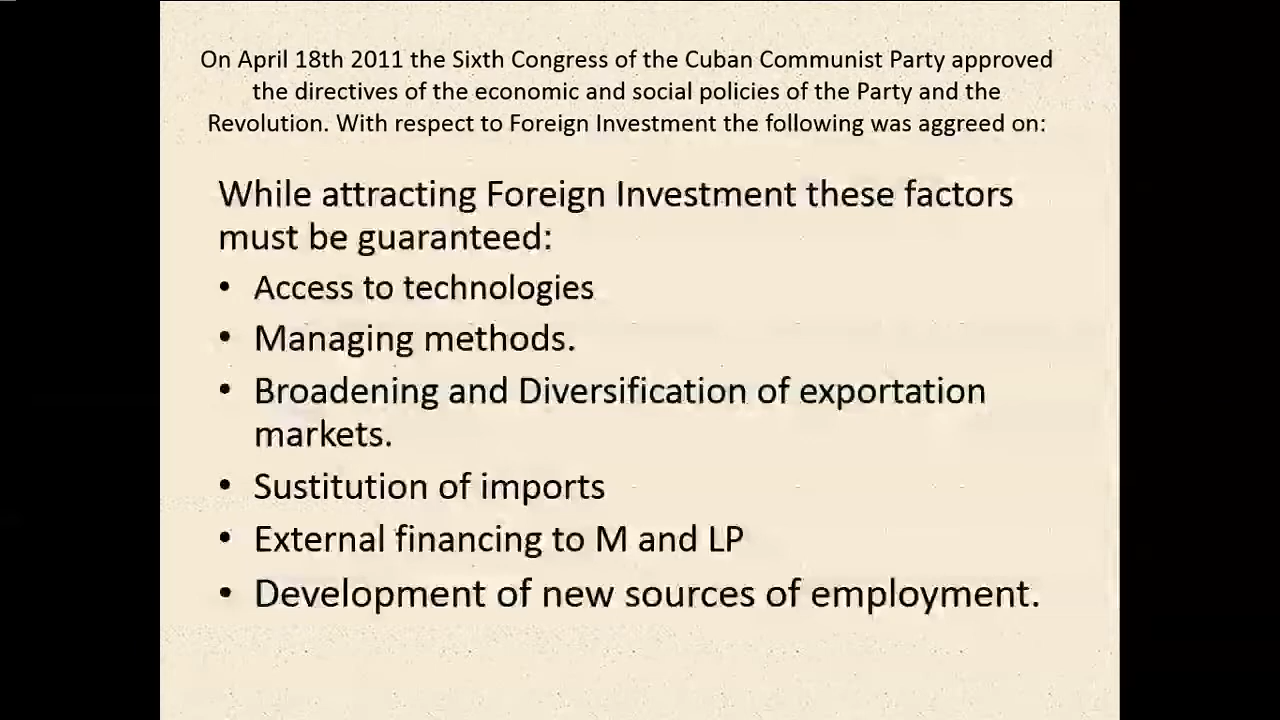 On April 18th 2011 the Sixth Congress of the Cuban Communist Party approved
the directives of the economic and social policies of the Party and the
Revolution. With respect to Foreign Investment the following was aggreed on:
While attracting Foreign Investment these factors
must be guaranteed:
• Access to technologies
• Managing methods.
• Broadening and Diversification of exportation
markets.
• Sustitution of imports
• External financing to M and LP
• Development of new sources of employment.